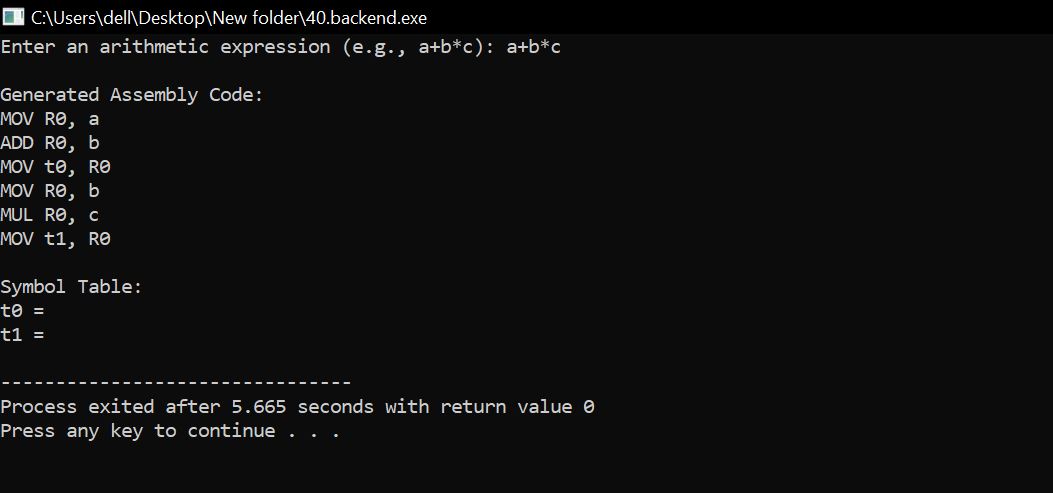 C:\Users\dell\Desktop\New folder\40.backend.exe
Enter an arithmetic expression (e.g., a+b*c): a+b*c
Generated Assembly Code:
MOV R0, a
ADD R0, b
MOV t0, R0
MOV R0, b
MUL R0, c
MOV t1, R0
Symbol Table:
t0 =
t1 =
--------------------------------
Process exited after 5.665 seconds with return value 0
Press any key to continue . . .